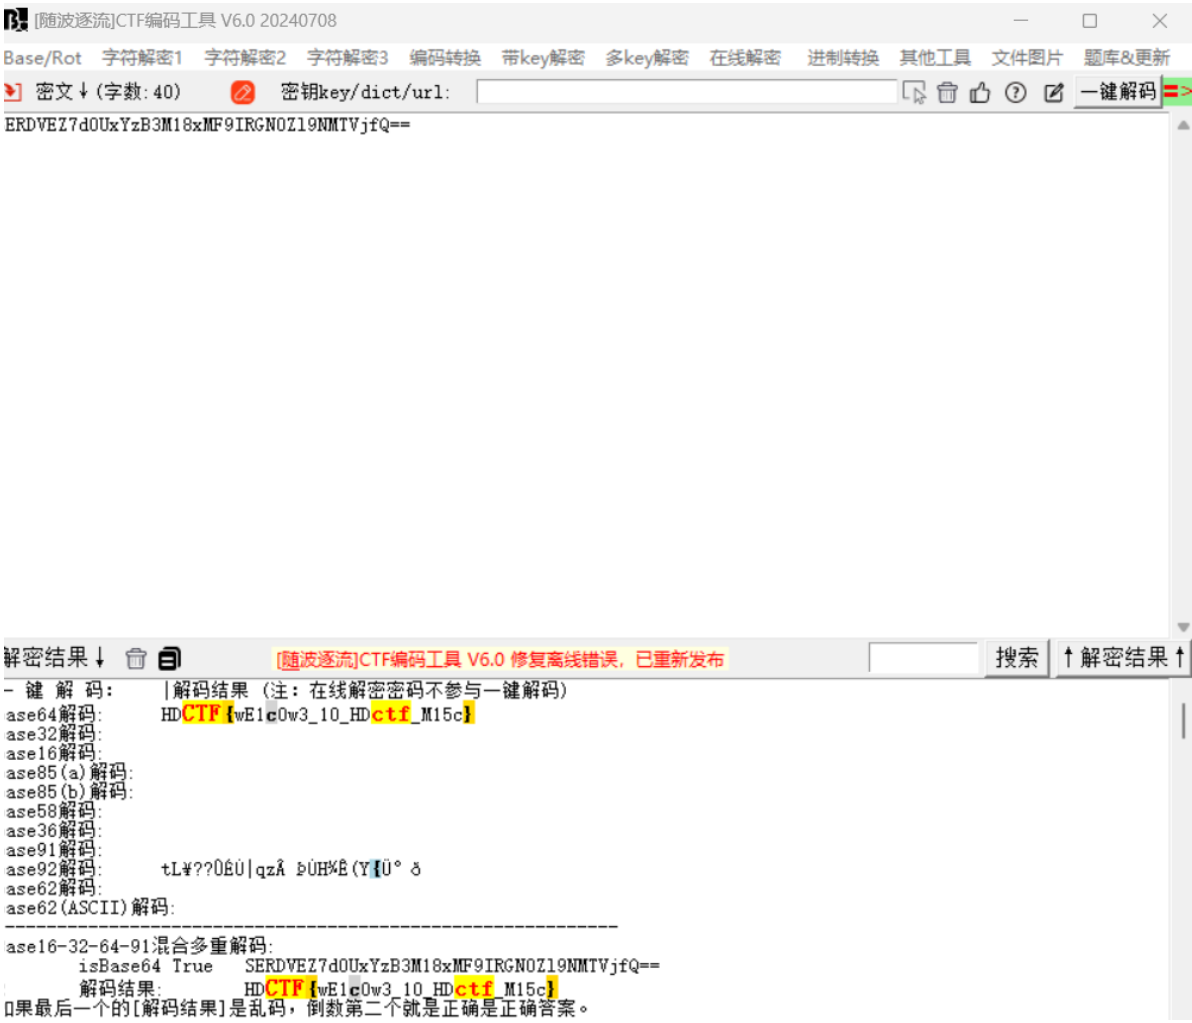 [随波逐流]CTF编码工具 V6.0 20240708
Base/Rot 字符解密1 字符解密2 字符解密3 编码转换 带key解密 多key解密 在线解密 进制转换 其他工具 文件图片 题库&更新
密文↓(字数:40) 密钥key/dict/url: 一键解码 =>
ERDVEZ7d0UxYzB3M18xMF9IRGN0Zl9NMTVjfQ==
解密结果↓ [随波逐流]CTF编码工具 V6.0 修复离线错误，已重新发布 搜索 ↑解密结果↑
一 键 解 码: |解码结果 (注: 在线解密密码不参与一键解码)
ase64解码: HDCTF{wE1c0w3_10_HDctf_M15c}
ase32解码:
ase16解码:
ase85(a)解码:
ase85(b)解码:
ase58解码:
ase36解码:
ase91解码:
ase92解码: tL¥??ÛÉÙ|qzÂ ÞÙH¾Ê(Y{Ü° ð
ase62解码:
ase62(ASCII)解码:
------------------------------------------------------------
ase16-32-64-91混合多重解码:
isBase64 True SERDVEZ7d0UxYzB3M18xMF9IRGN0Zl9NMTVjfQ==
解码结果: HDCTF{wE1c0w3_10_HDctf_M15c}
如果最后一个的[解码结果]是乱码，倒数第二个就是正确是正确答案。